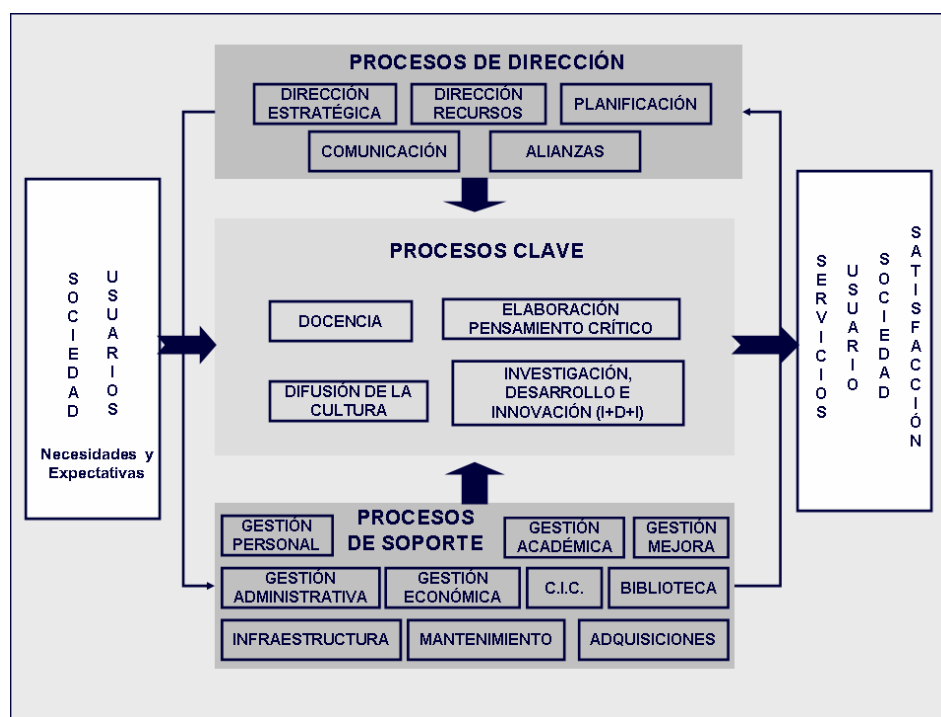 PROCESOS DE DIRECCIÓN
DIRECCIÓN
ESTRATÉGICA
DIRECCIÓN
RECURSOS
PLANIFICACIÓN
COMUNICACIÓN
ALIANZAS
SOCIEDAD
USUARIOS
Necesidades y
Expectativas
PROCESOS CLAVE
DOCENCIA
ELABORACIÓN
PENSAMIENTO CRÍTICO
DIFUSIÓN DE LA
CULTURA
INVESTIGACIÓN,
DESARROLLO E
INNOVACIÓN (I+D+I)
SERVICIOS
USUARIO
SOCIEDAD
SATISFACCIÓN
PROCESOS
DE SOPORTE
GESTIÓN
PERSONAL
GESTIÓN
ACADÉMICA
GESTIÓN
MEJORA
GESTIÓN
ADMINISTRATIVA
GESTIÓN
ECONÓMICA
C.I.C.
BIBLIOTECA
INFRAESTRUCTURA
MANTENIMIENTO
ADQUISICIONES